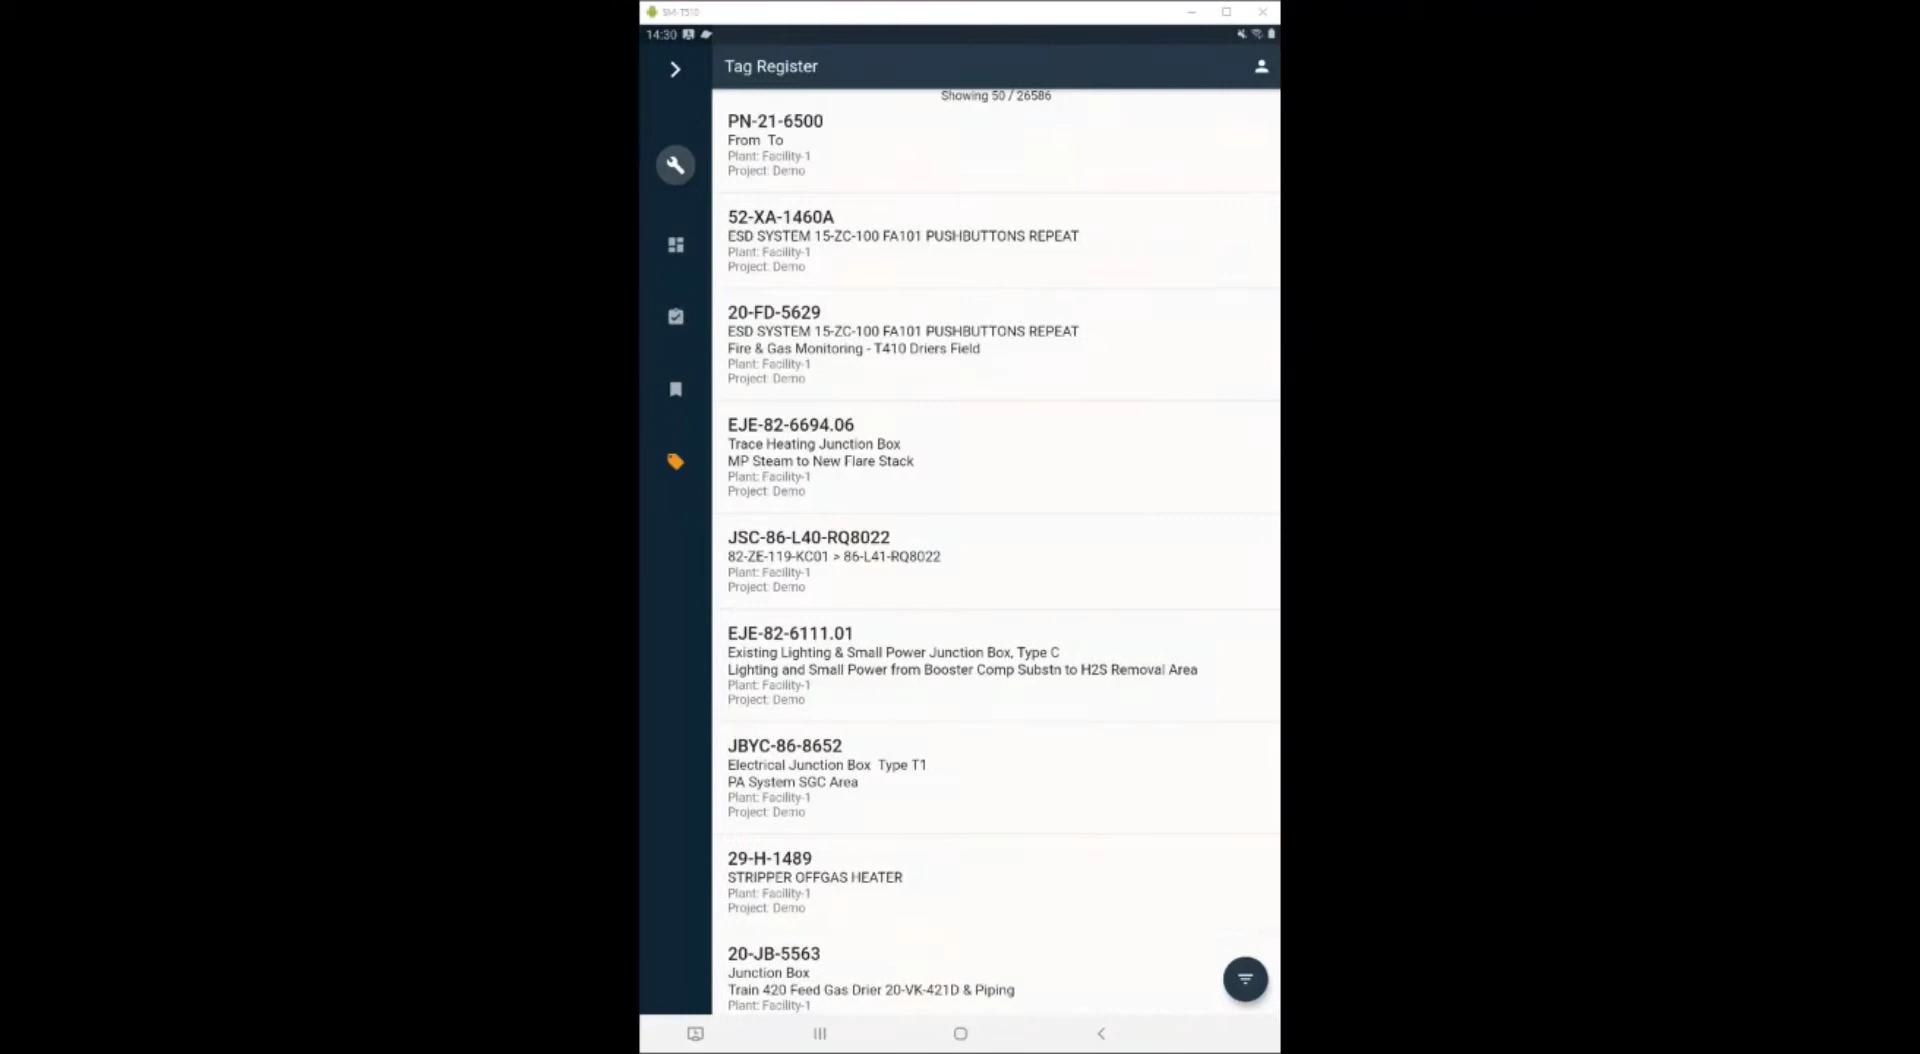 SM-T510
14:30
Tag Register
Showing 50 / 26586
PN-21-6500
From  To
Plant: Facility-1
Project: Demo
52-XA-1460A
ESD SYSTEM 15-ZC-100 FA101 PUSHBUTTONS REPEAT
Plant: Facility-1
Project: Demo
20-FD-5629
ESD SYSTEM 15-ZC-100 FA101 PUSHBUTTONS REPEAT
Fire & Gas Monitoring - T410 Driers Field
Plant: Facility-1
Project: Demo
EJE-82-6694.06
Trace Heating Junction Box
MP Steam to New Flare Stack
Plant: Facility-1
Project: Demo
JSC-86-L40-RQ8022
82-ZE-119-KC01 > 86-L41-RQ8022
Plant: Facility-1
Project: Demo
EJE-82-6111.01
Existing Lighting & Small Power Junction Box, Type C
Lighting and Small Power from Booster Comp Substn to H2S Removal Area
Plant: Facility-1
Project: Demo
JBYC-86-8652
Electrical Junction Box  Type T1
PA System SGC Area
Plant: Facility-1
Project: Demo
29-H-1489
STRIPPER OFFGAS HEATER
Plant: Facility-1
Project: Demo
20-JB-5563
Junction Box
Train 420 Feed Gas Drier 20-VK-421D & Piping
Plant: Facility-1